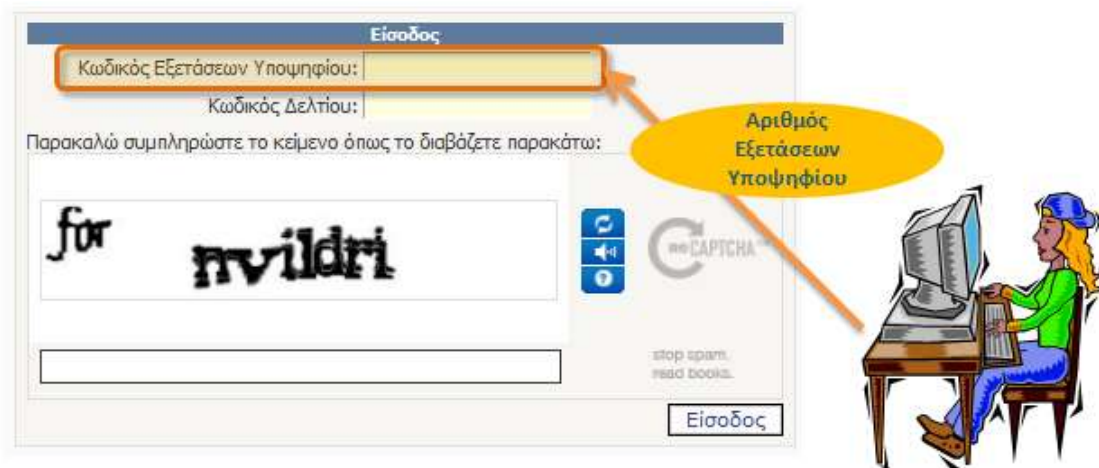 Είσοδος
Κωδικός Εξετάσεων Υποψηφίου:
Κωδικός Δελτίου:
Παρακαλώ συμπληρώστε το κείμενο όπως το διαβάζετε παρακάτω:
for nvildri
reCAPTCHA™
stop spam.
read books.
Είσοδος
Αριθμός
Εξετάσεων
Υποψηφίου